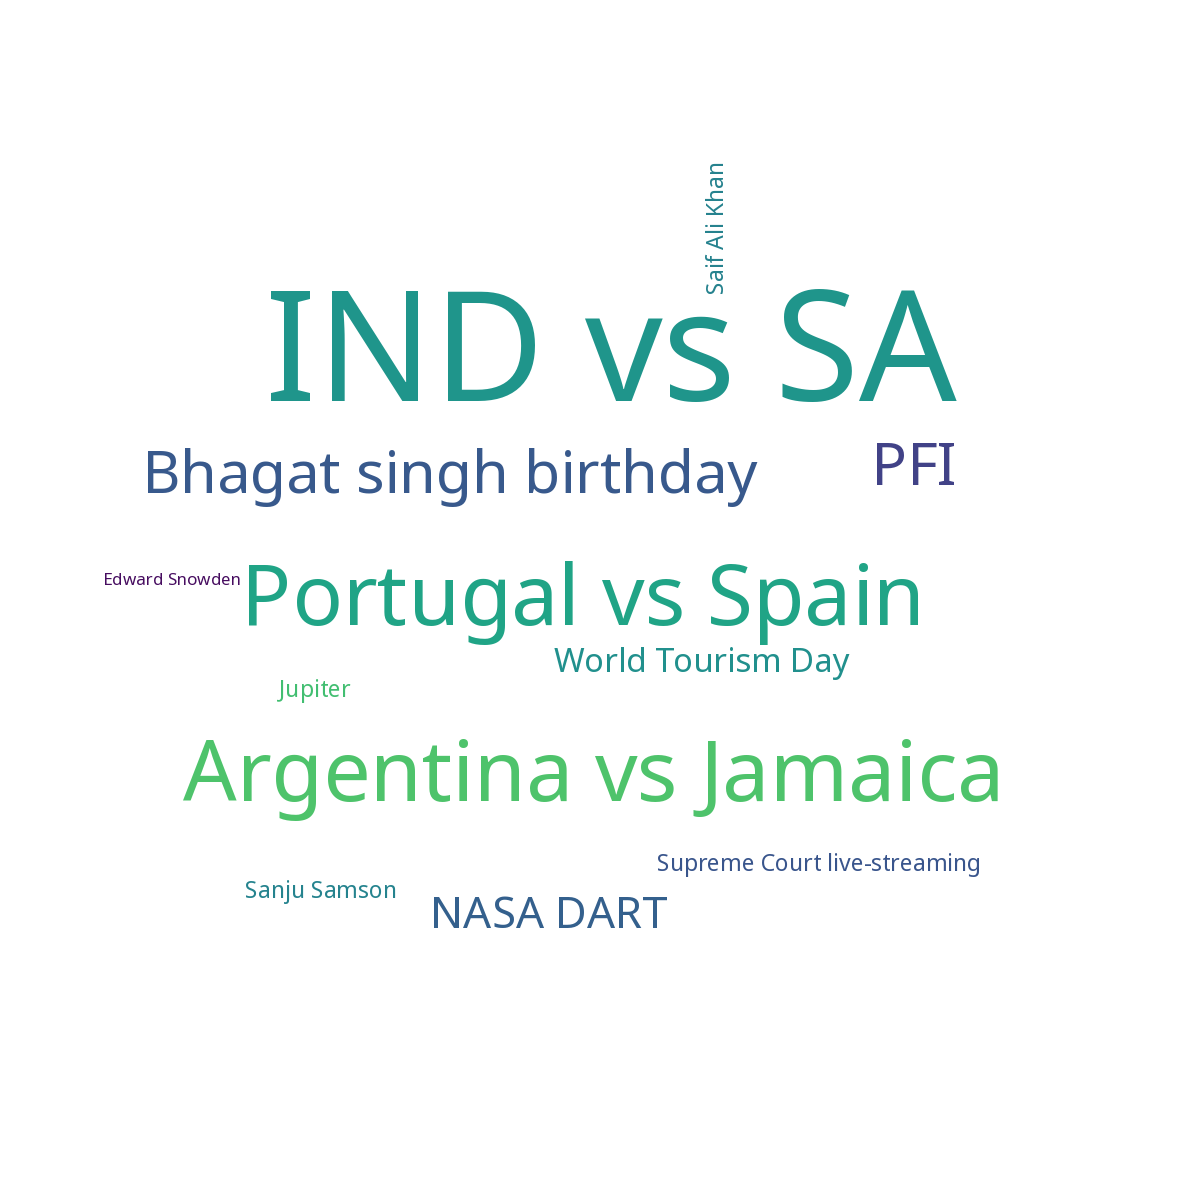 Saif Ali Khan
IND vs SA
Bhagat singh birthday
PFI
Edward Snowden
Portugal vs Spain
World Tourism Day
Jupiter
Argentina vs Jamaica
Supreme Court live-streaming
Sanju Samson
NASA DART